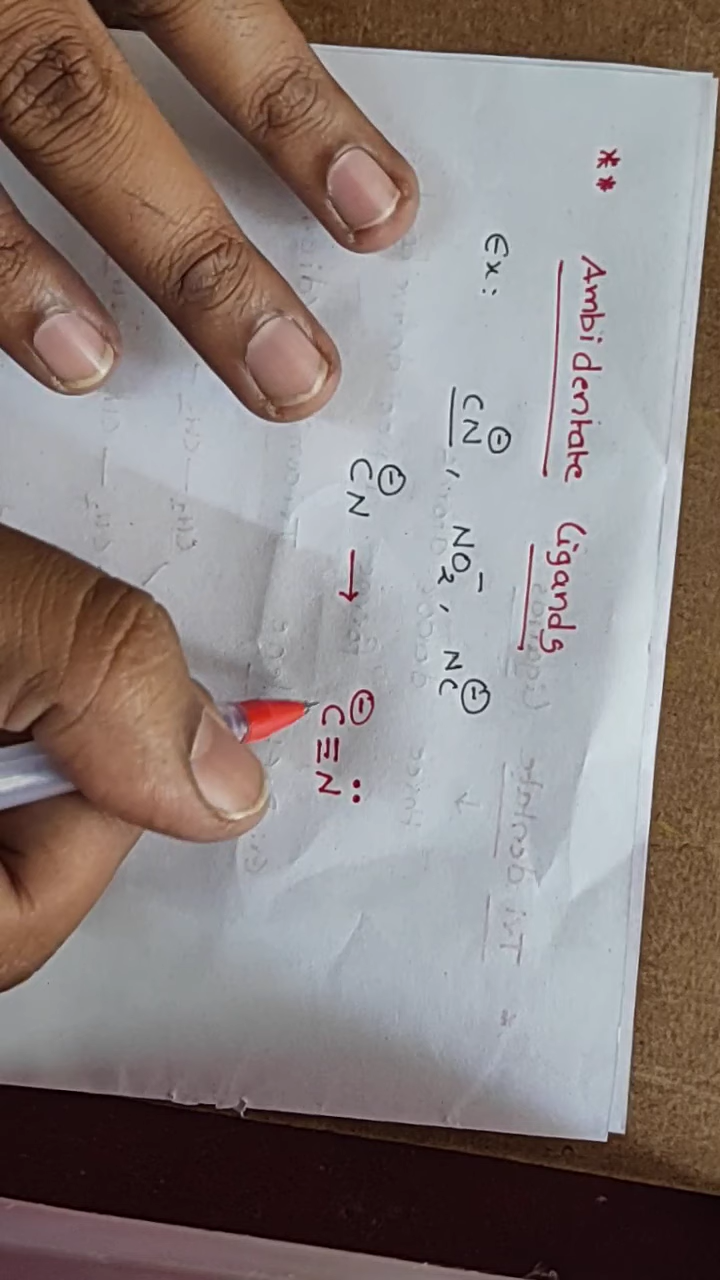 ** Ambidentate ligands
Ex: CN⊖, NO₂⁻, NC⊖
CN⊖ → ⊖C≡N: